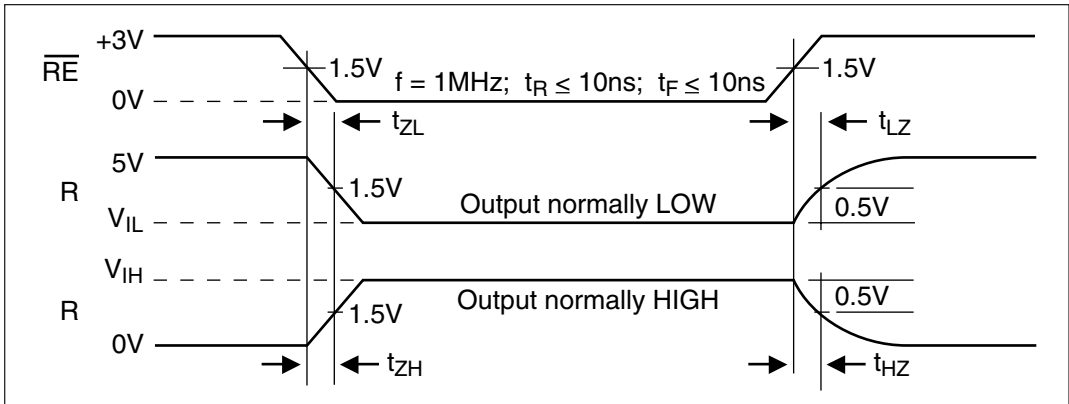 +3V
RE
1.5V
f = 1MHz; tR ≤ 10ns; tF ≤ 10ns
1.5V
0V
tZL
tLZ
5V
R
1.5V
Output normally LOW
0.5V
VIL
VIH
R
1.5V
Output normally HIGH
0.5V
0V
tZH
tHZ